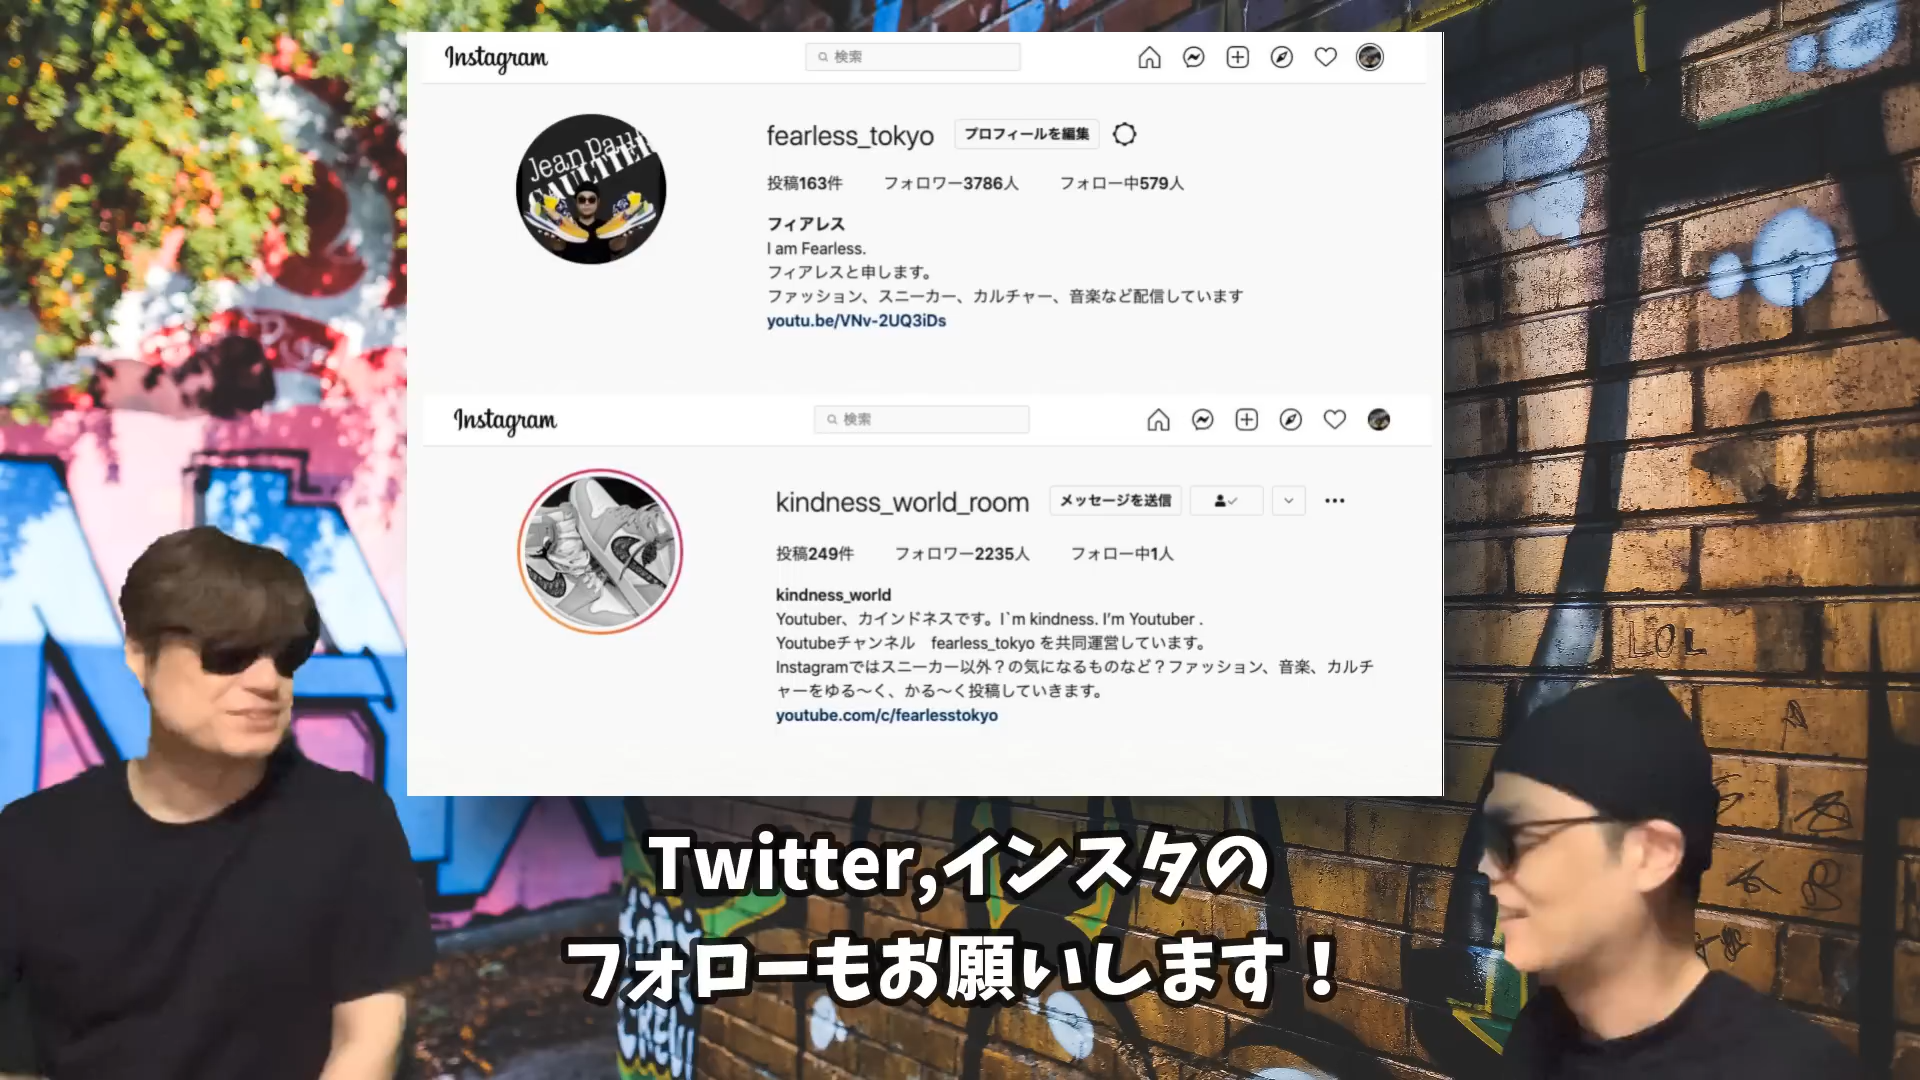 Instagram
検索
fearless_tokyo
プロフィールを編集
投稿163件 フォロワー3786人 フォロー中579人
フィアレス
I am Fearless.
フィアレスと申します。
ファッション、スニーカー、カルチャー、音楽など配信しています
youtu.be/VNv-2UQ3iDs
Jean Paul
GAULTIER
Instagram
検索
kindness_world_room
メッセージを送信
投稿249件 フォロワー2235人 フォロー中1人
kindness_world
Youtuber、カインドネスです。I`m kindness. I’m Youtuber .
Youtubeチャンネル　fearless_tokyo を共同運営しています。
Instagramではスニーカー以外？の気になるものなど？ファッション、音楽、カルチ
ャーをゆる〜く、かる〜く投稿していきます。
youtube.com/c/fearlesstokyo
LOL
Twitter,インスタの
フォローもお願いします！
CREW